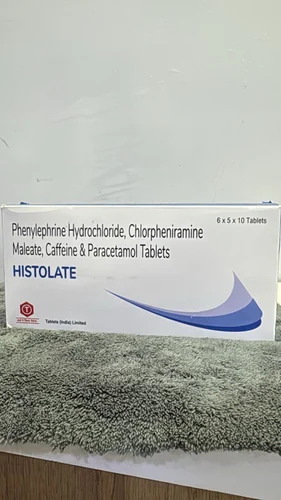 6 x 5 x 10 Tablets
Phenylephrine Hydrochloride, Chlorpheniramine
Maleate, Caffeine & Paracetamol Tablets
HISTOLATE
Tablets (India) Limited